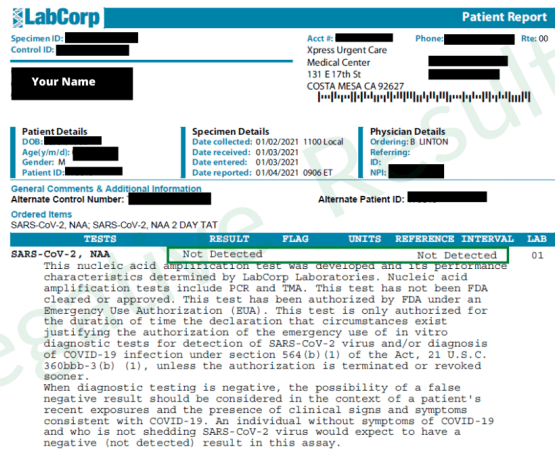 LabCorp
Patient Report
Specimen ID:
Acct #: Phone: Rte: 00
Control ID:
Xpress Urgent Care
Medical Center
131 E 17th St
COSTA MESA CA 92627
Your Name
Patient Details
DOB:
Age(y/m/d):
Gender: M
Patient ID:
Specimen Details
Date collected: 01/02/2021 1100 Local
Date received: 01/03/2021
Date entered: 01/03/2021
Date reported: 01/04/2021 0906 ET
Physician Details
Ordering: B LINTON
Referring:
ID:
NPI:
General Comments & Additional Information
Alternate Control Number: Alternate Patient ID:
Ordered Items
SARS-CoV-2, NAA; SARS-CoV-2, NAA 2 DAY TAT
TESTS RESULT FLAG UNITS REFERENCE INTERVAL LAB
SARS-CoV-2, NAA Not Detected Not Detected 01
This nucleic acid amplification test was developed and its performance
characteristics determined by LabCorp Laboratories. Nucleic acid
amplification tests include PCR and TMA. This test has not been FDA
cleared or approved. This test has been authorized by FDA under an
Emergency Use Authorization (EUA). This test is only authorized for
the duration of time the declaration that circumstances exist
justifying the authorization of the emergency use of in vitro
diagnostic tests for detection of SARS-CoV-2 virus and/or diagnosis
of COVID-19 infection under section 564(b)(1) of the Act, 21 U.S.C.
360bbb-3(b) (1), unless the authorization is terminated or revoked
sooner.
When diagnostic testing is negative, the possibility of a false
negative result should be considered in the context of a patient's
recent exposures and the presence of clinical signs and symptoms
consistent with COVID-19. An individual without symptoms of COVID-19
and who is not shedding SARS-CoV-2 virus would expect to have a
negative (not detected) result in this assay.